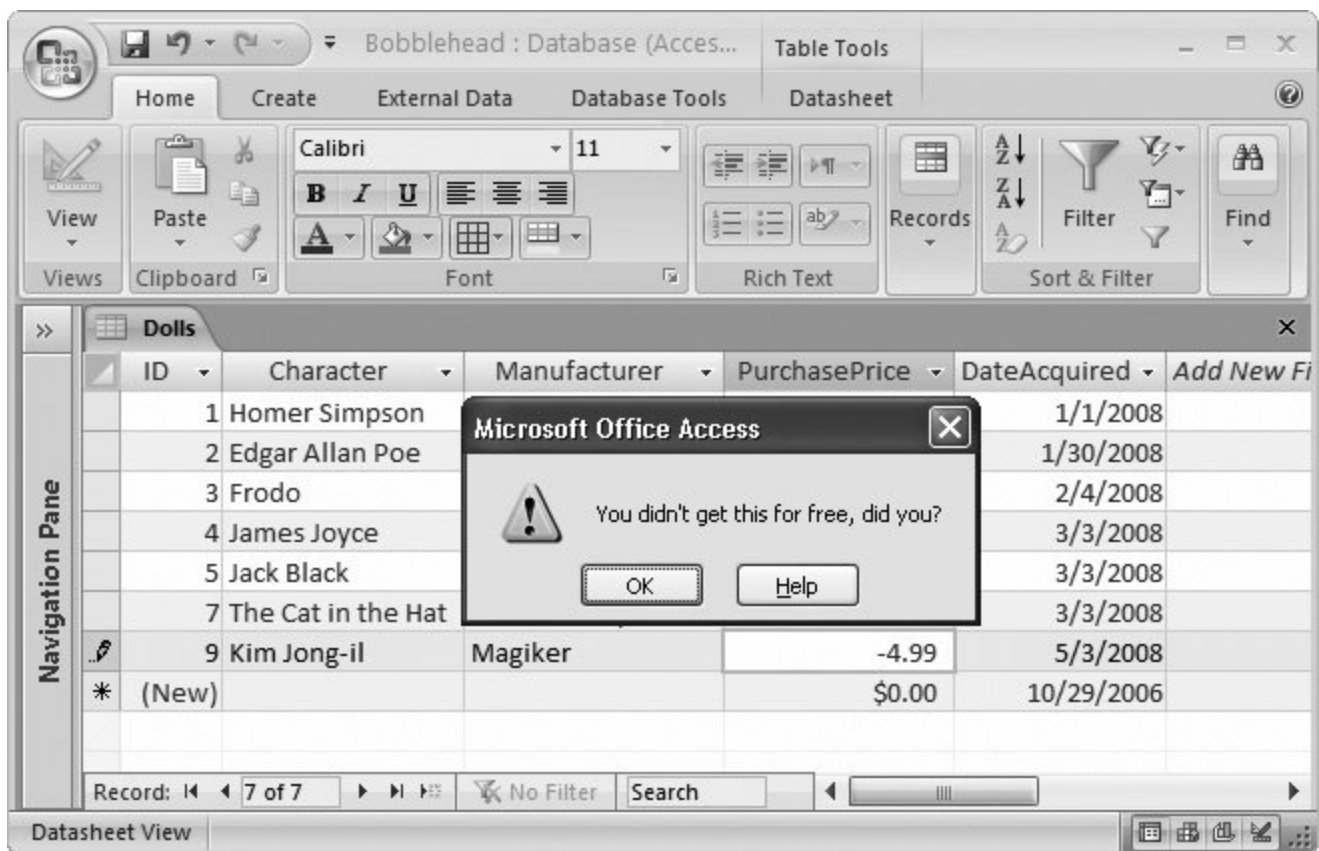 Bobblehead : Database (Acces...
Table Tools
Home Create External Data Database Tools Datasheet
Calibri 11
B I U
View
Paste
Records
Filter
Find
Views
Clipboard
Font
Rich Text
Sort & Filter
Dolls
ID Character Manufacturer PurchasePrice DateAcquired Add New Fi
1 Homer Simpson 1/1/2008
2 Edgar Allan Poe 1/30/2008
3 Frodo 2/4/2008
4 James Joyce 3/3/2008
5 Jack Black 3/3/2008
7 The Cat in the Hat 3/3/2008
9 Kim Jong-il Magiker -4.99 5/3/2008
(New) $0.00 10/29/2006
Microsoft Office Access
You didn't get this for free, did you?
OK Help
Navigation Pane
Record: 7 of 7 No Filter Search
Datasheet View